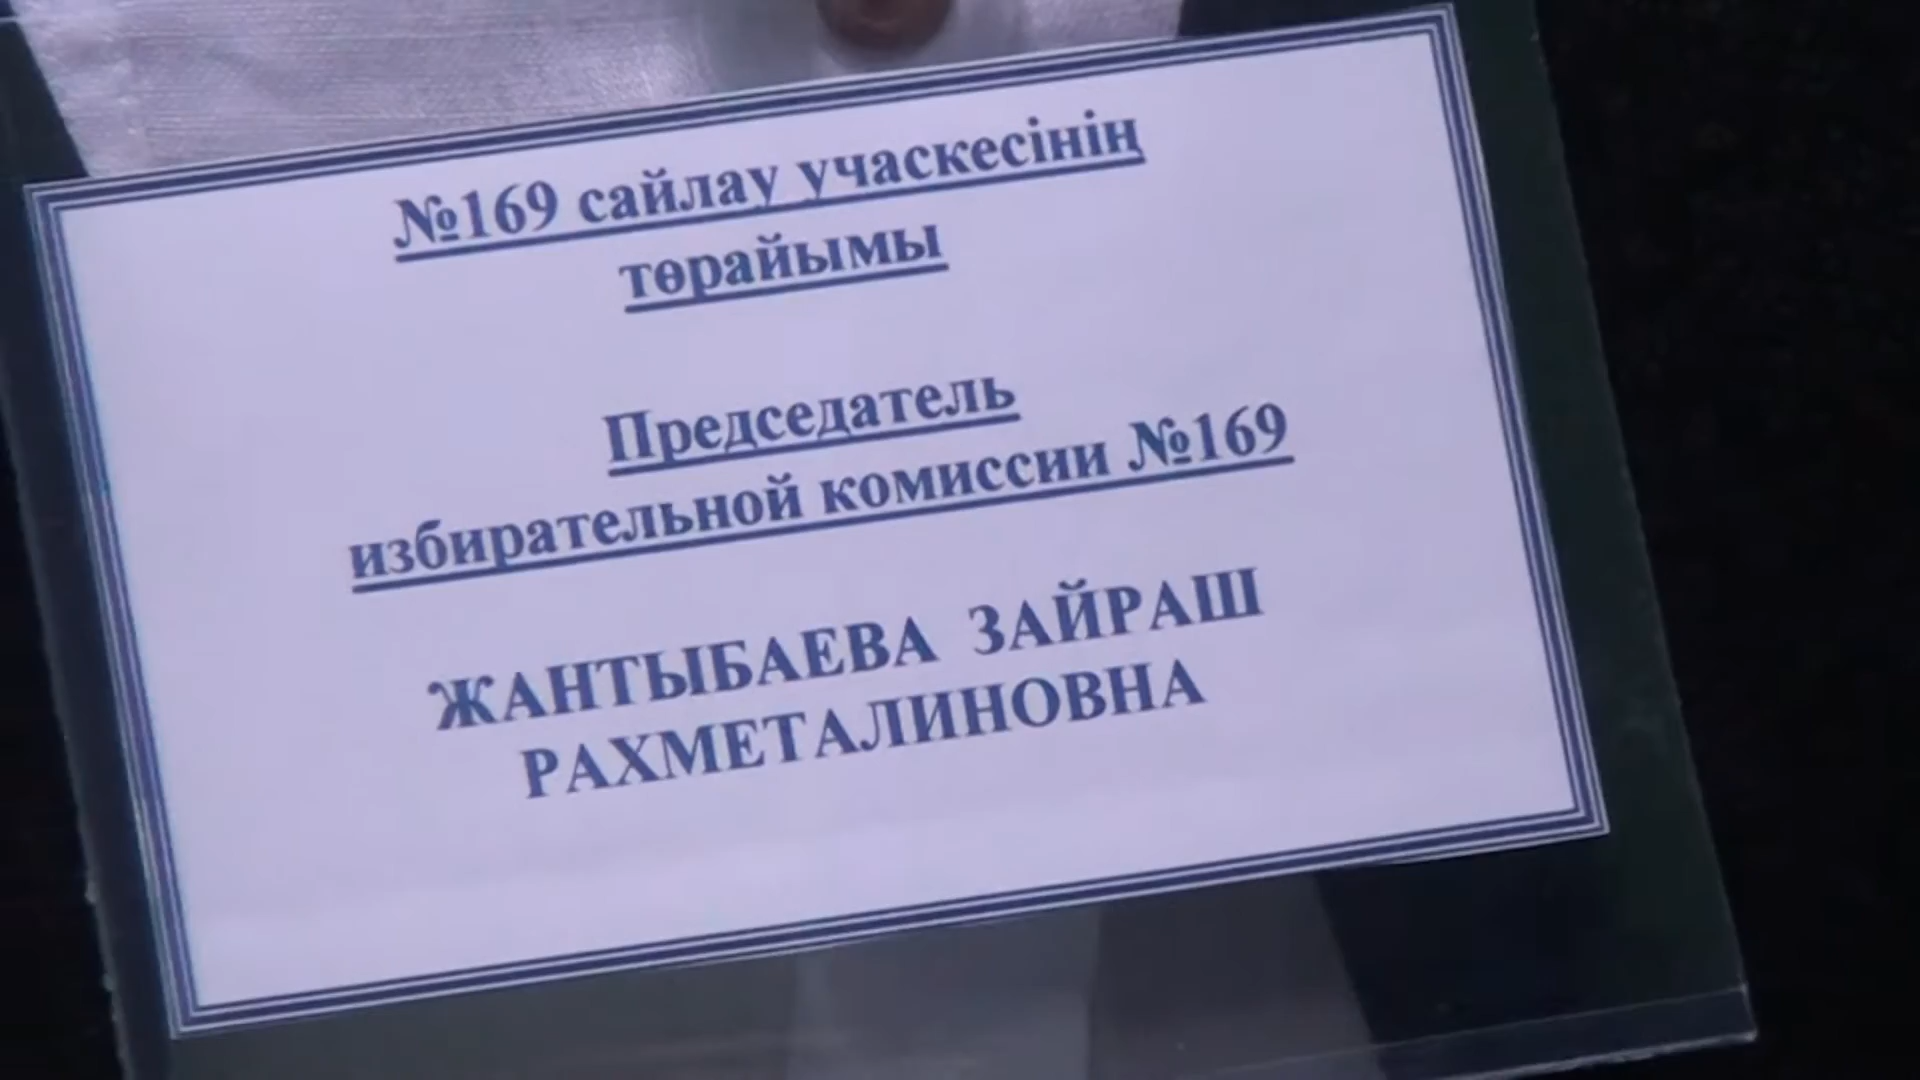 №169 сайлау учаскесінің
төрайымы
Председатель
избирательной комиссии №169
ЖАНТЫБАЕВА ЗАЙРАШ
РАХМЕТАЛИНОВНА